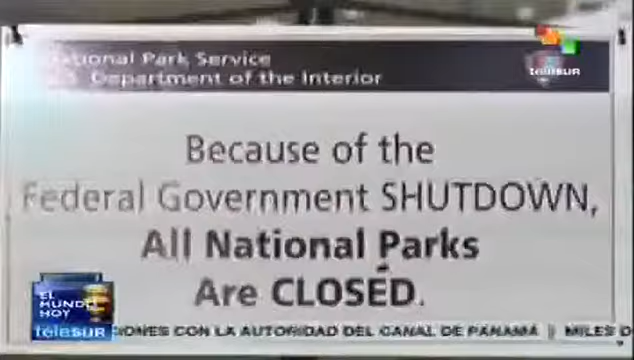 National Park Service
Department of the Interior
teleSUR
Because of the
Federal Government SHUTDOWN,
All National Parks
Are CLOSED.
EL
MUNDO
HOY
teleSUR
IONES CON LA AUTORIDAD DEL CANAL DE PANAMÁ || MILES D